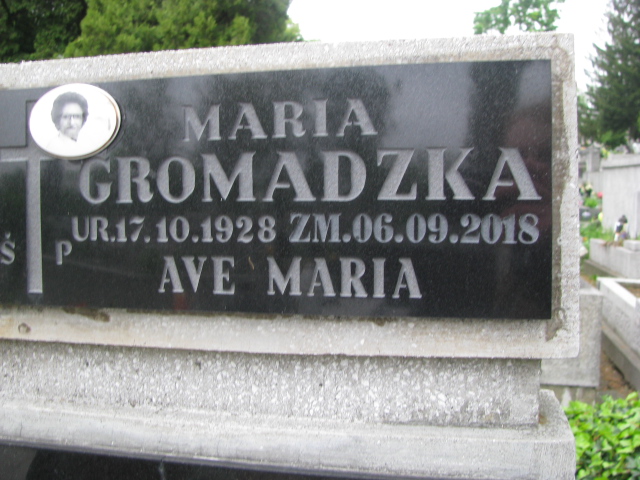 MARIA
GROMADZKA
Ś P UR.17.10.1928 ZM.06.09.2018
AVE MARIA